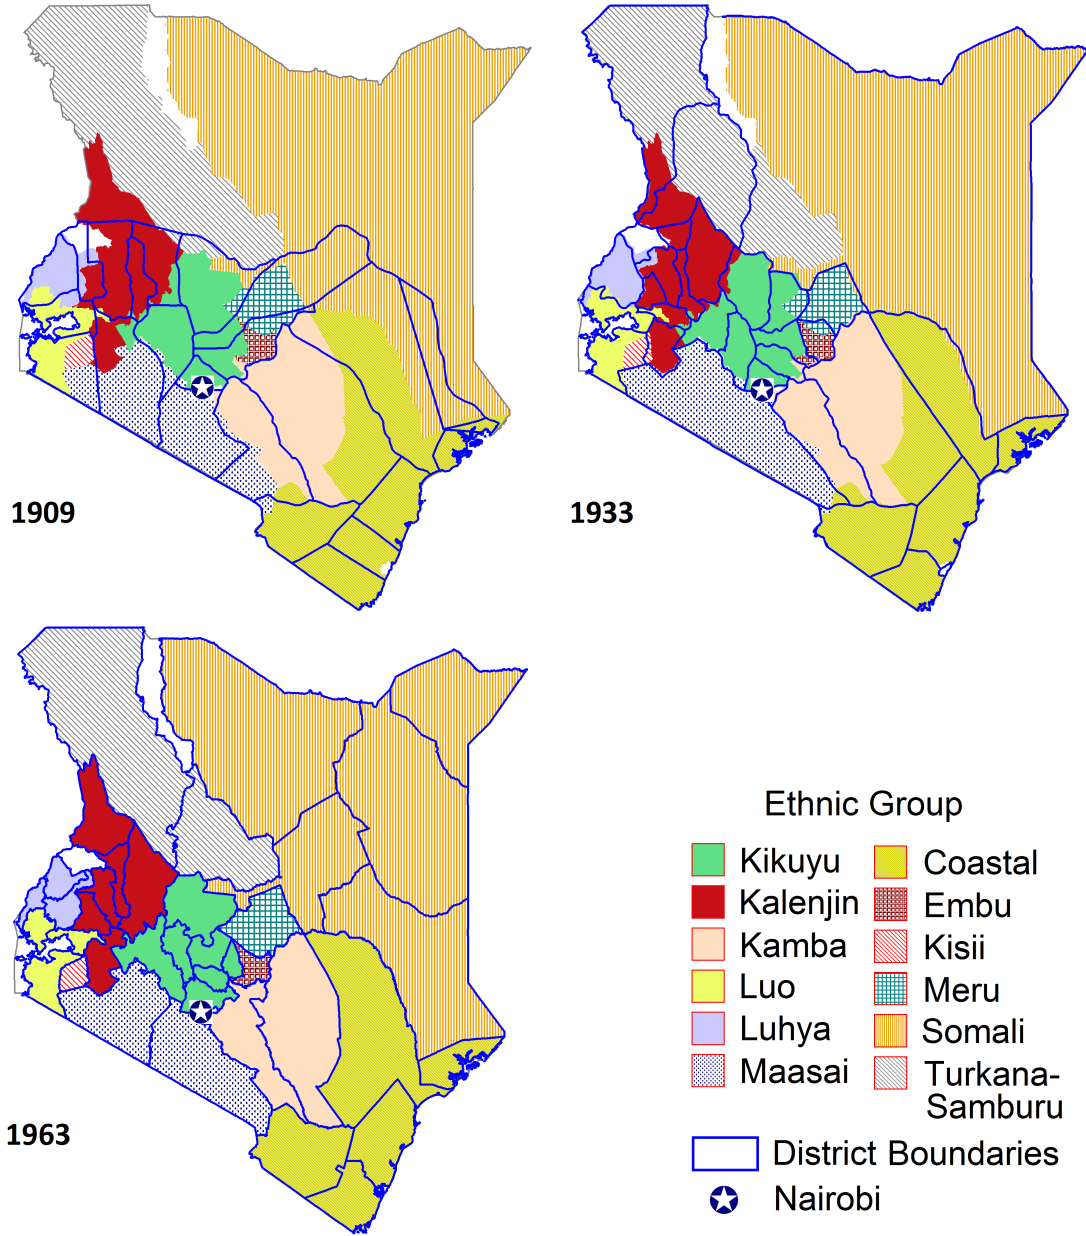 1909
1933
1963
Ethnic Group
Kikuyu
Kalenjin
Kamba
Luo
Luhya
Maasai
Coastal
Embu
Kisii
Meru
Somali
Turkana-
Samburu
District Boundaries
Nairobi